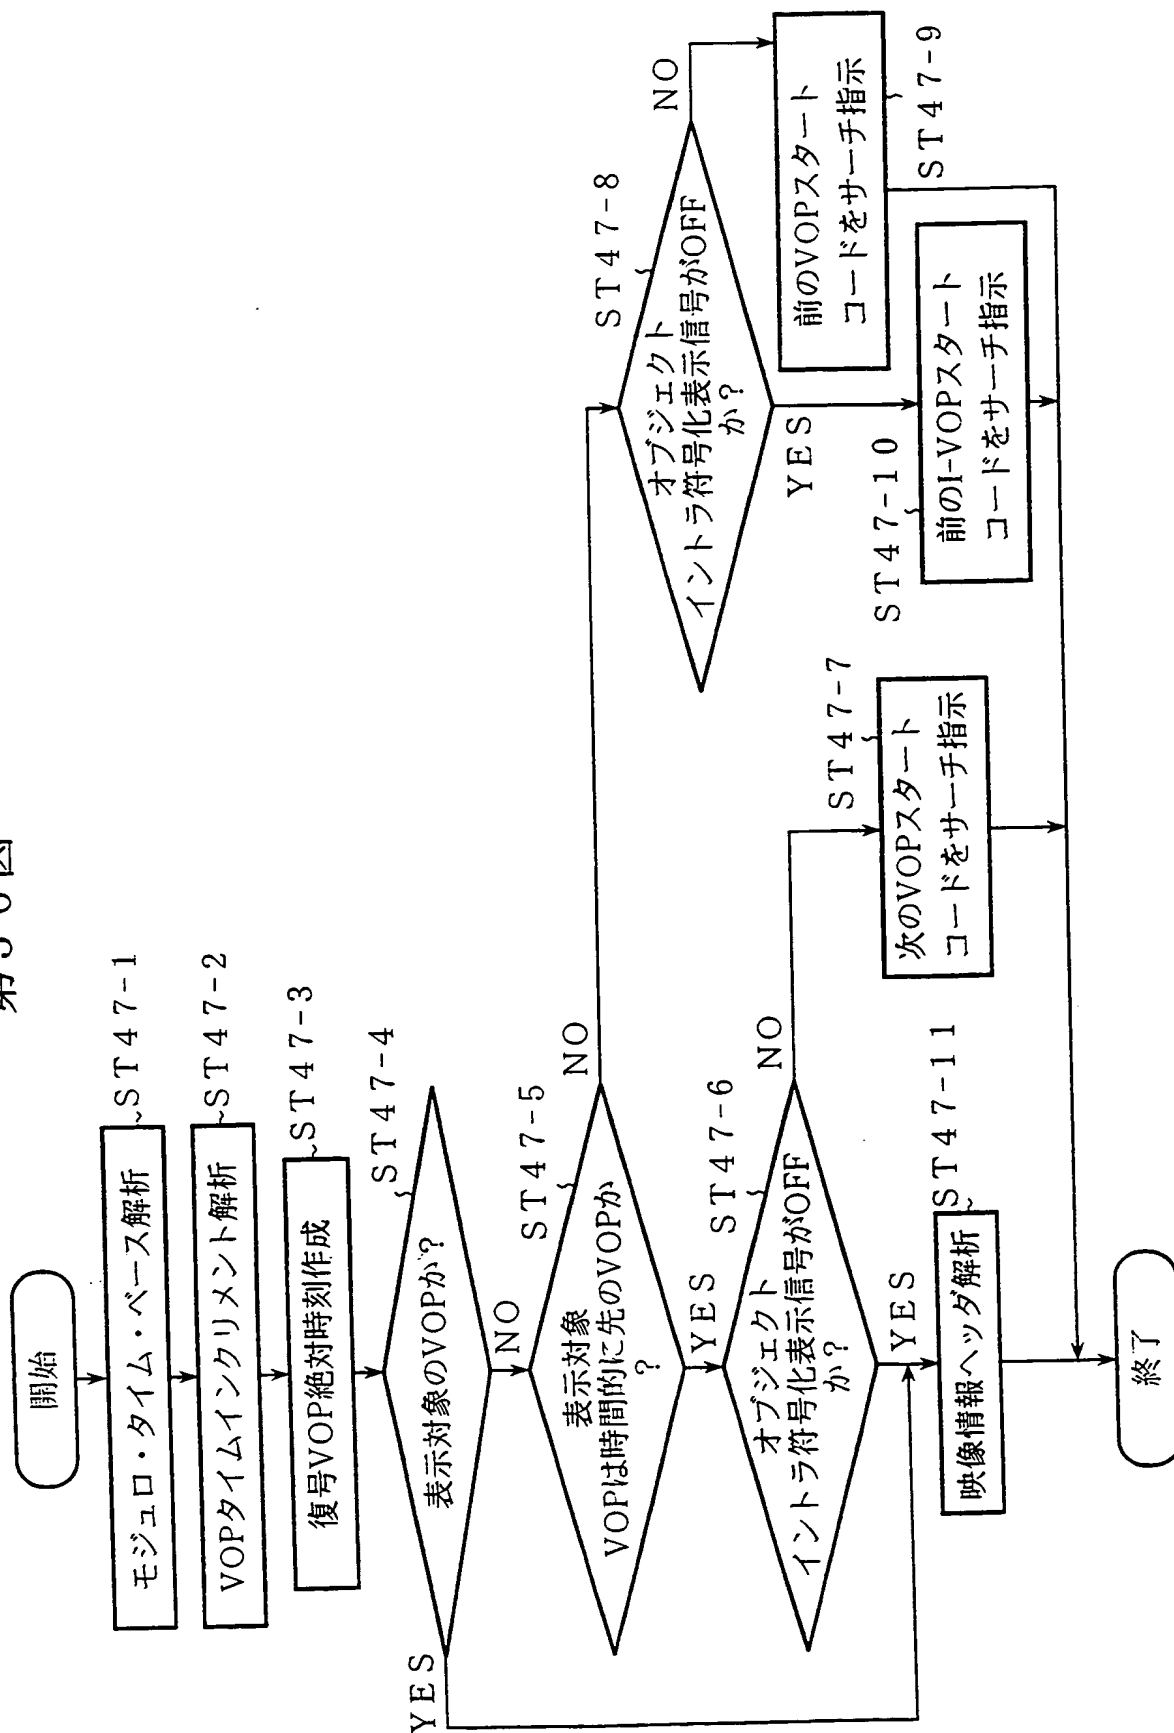 開始
モジュロ・タイム・ベース解析
ST47-1
VOPタイムインクリメント解析
ST47-2
復号VOP絶対時刻作成
ST47-3
表示対象のVOPか?
ST47-4
YES
NO
表示対象
VOPは時間的に先のVOPか
?
ST47-5
NO
YES
オブジェクト
イントラ符号化表示信号がOFF
か?
ST47-6
NO
YES
次のVOPスタート
コードをサーチ指示
ST47-7
オブジェクト
イントラ符号化表示信号がOFF
か?
ST47-8
NO
YES
前のVOPスタート
コードをサーチ指示
ST47-9
前のI-VOPスタート
コードをサーチ指示
ST47-10
映像情報ヘッダ解析
ST47-11
終了